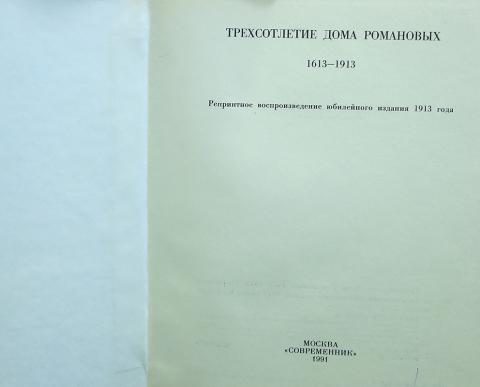 ТРЕХСОТЛЕТИЕ ДОМА РОМАНОВЫХ
1613—1913
Репринтное воспроизведение юбилейного издания 1913 года
МОСКВА
«СОВРЕМЕННИК»
1991